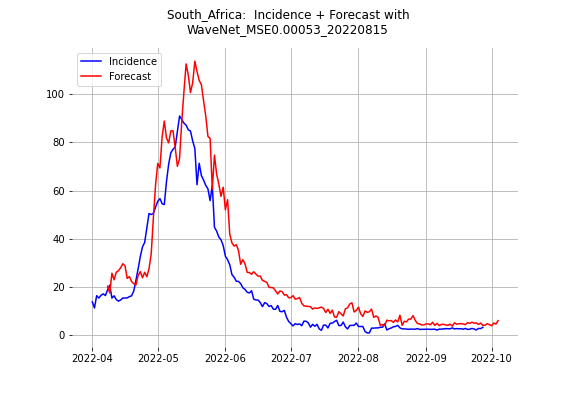 South_Africa:  Incidence + Forecast with
WaveNet_MSE0.00053_20220815
Incidence
Forecast
100
80
60
40
20
0
2022-04 2022-05 2022-06 2022-07 2022-08 2022-09 2022-10